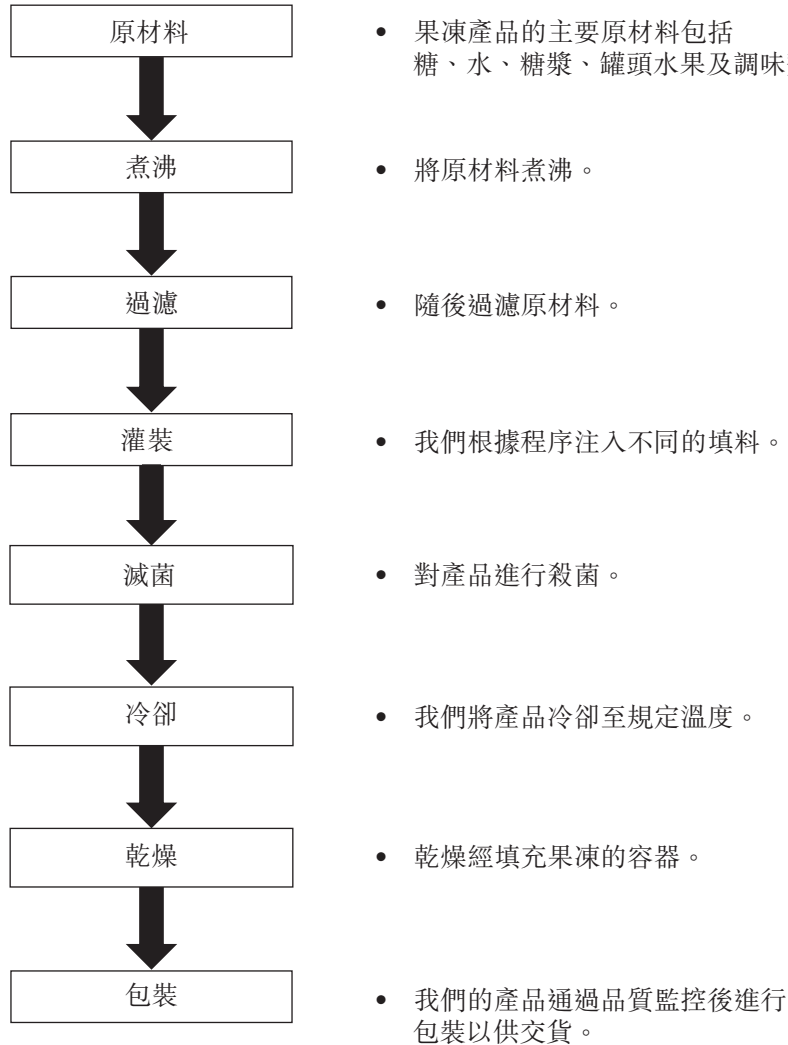 原材料
• 果凍產品的主要原材料包括
糖、水、糖漿、罐頭水果及調味
煮沸
• 將原材料煮沸。
過濾
• 隨後過濾原材料。
灌裝
• 我們根據程序注入不同的填料。
滅菌
• 對產品進行殺菌。
冷卻
• 我們將產品冷卻至規定溫度。
乾燥
• 乾燥經填充果凍的容器。
包裝
• 我們的產品通過品質監控後進行
包裝以供交貨。